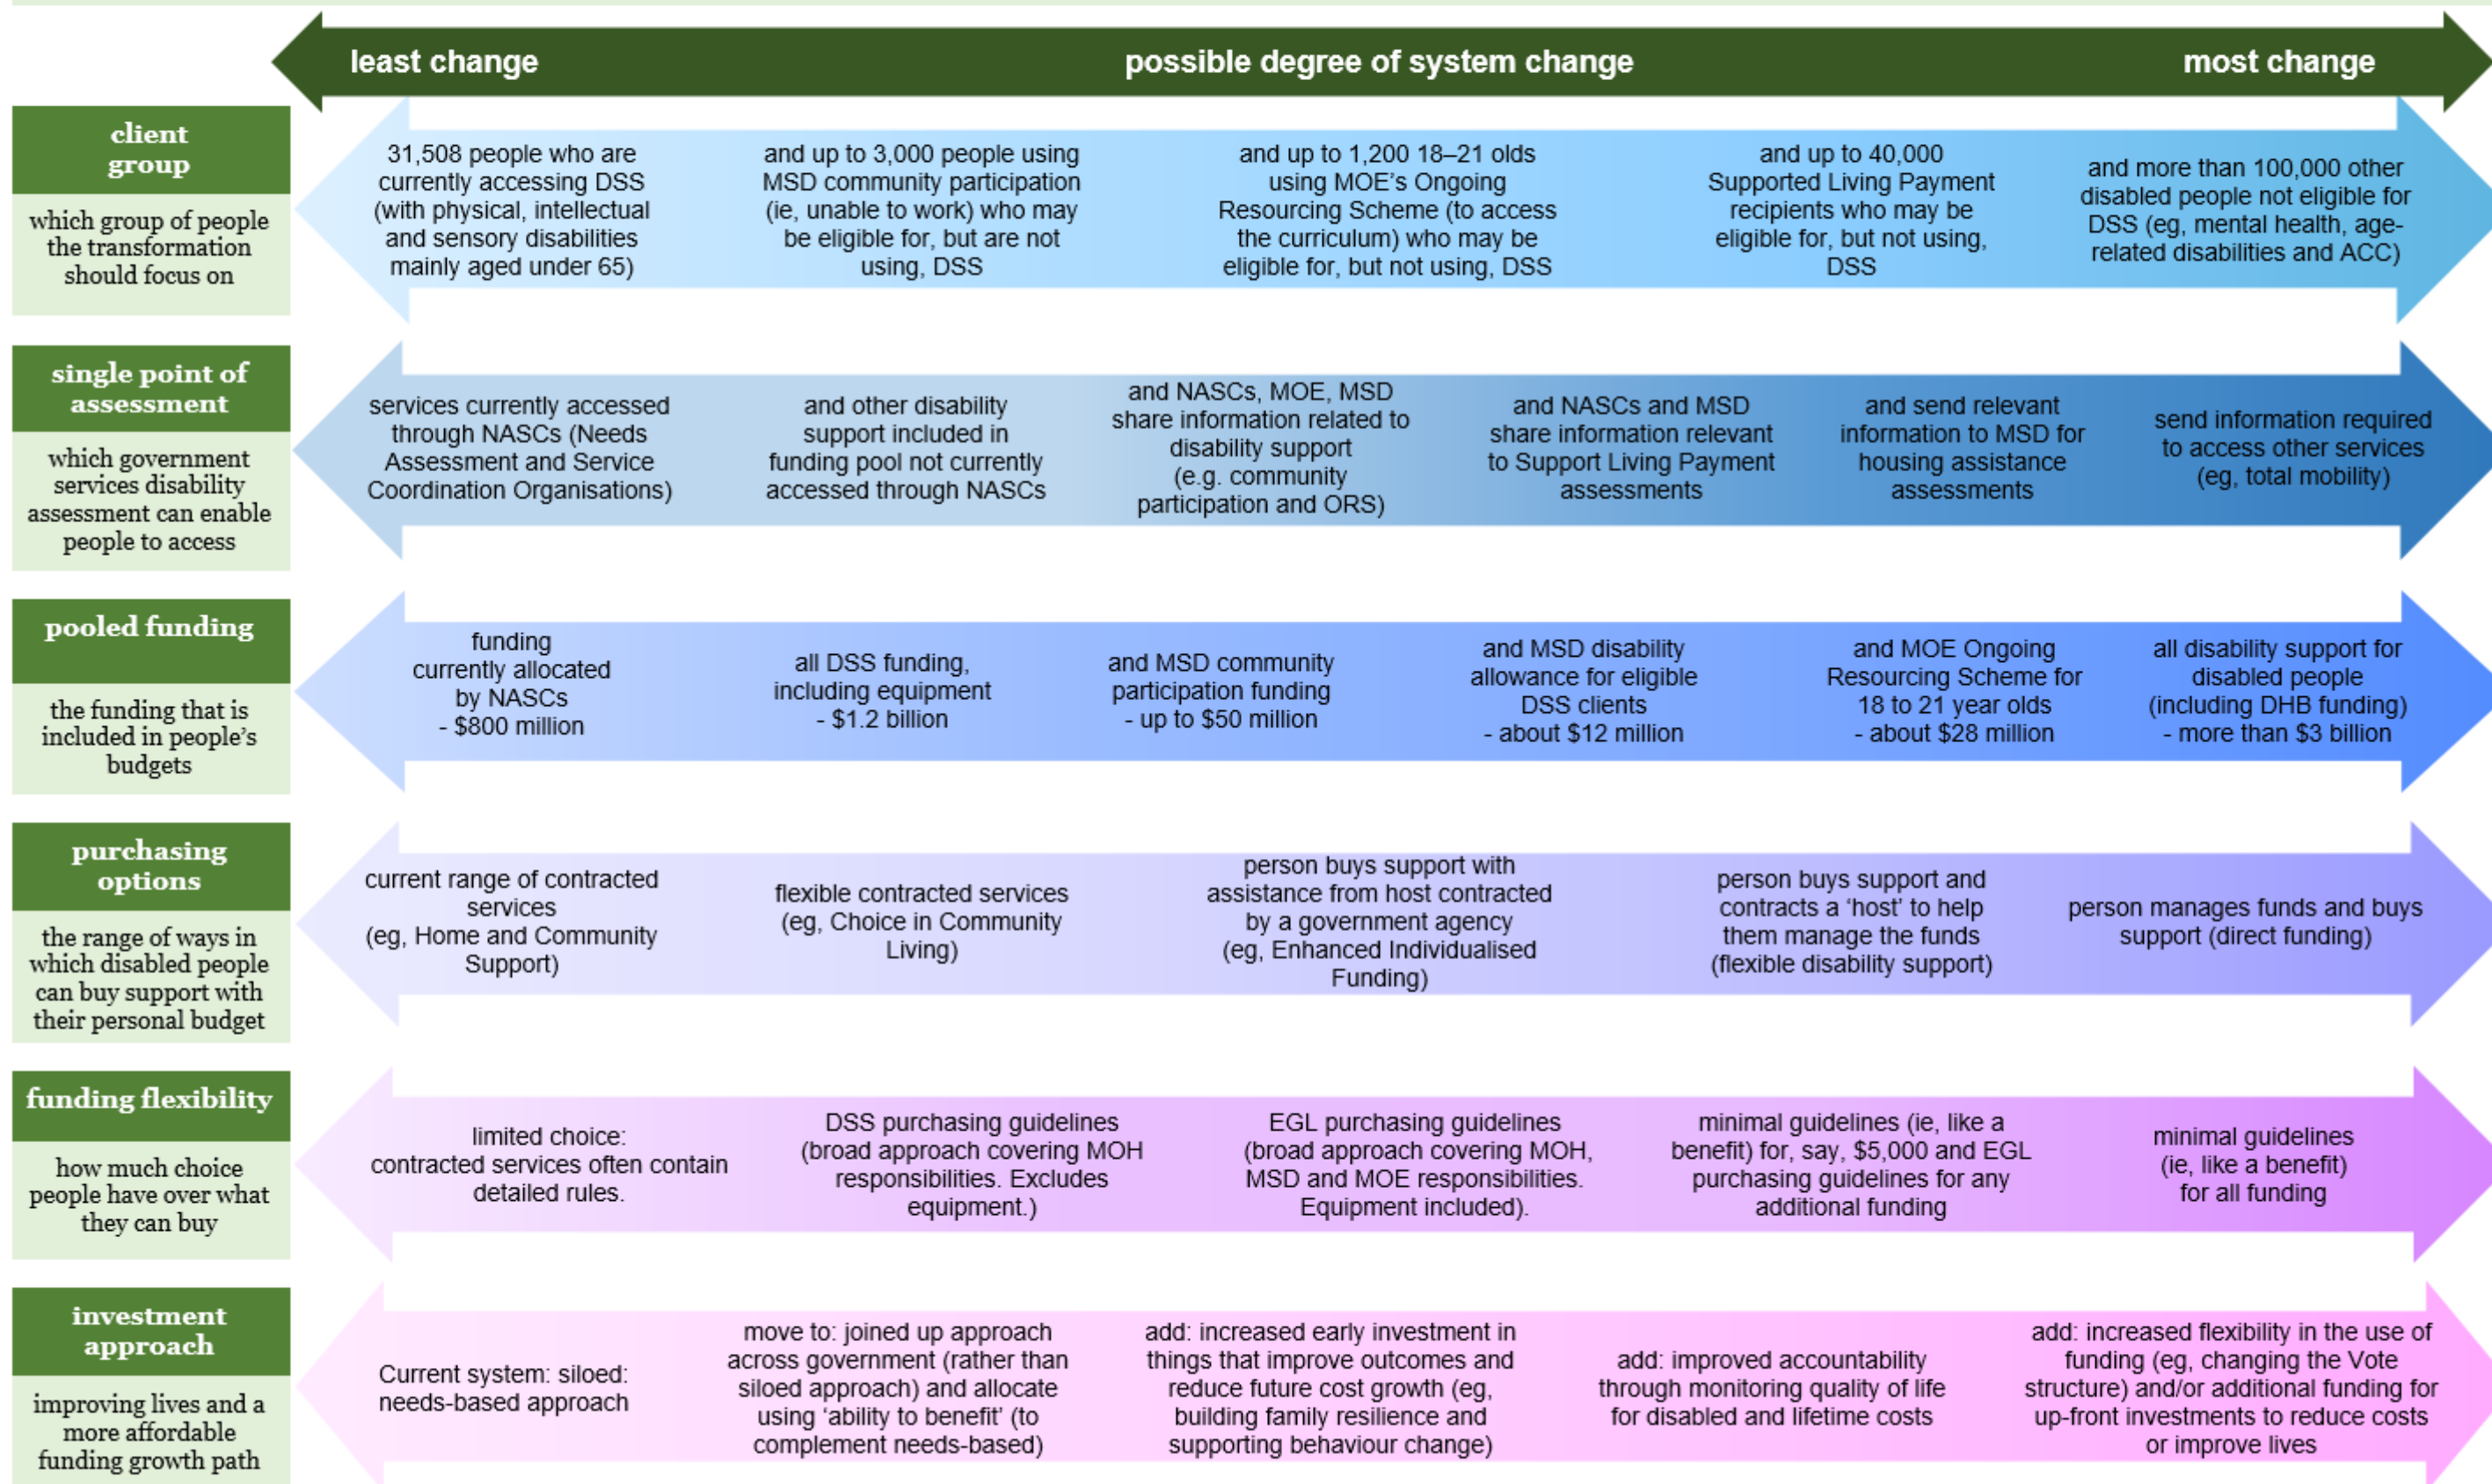 least change
possible degree of system change
most change
client
group
which group of people
the transformation
should focus on
31,508 people who are
currently accessing DSS
(with physical, intellectual
and sensory disabilities
mainly aged under 65)
and up to 3,000 people using
MSD community participation
(ie, unable to work) who may
be eligible for, but are not
using, DSS
and up to 1,200 18–21 olds
using MOE's Ongoing
Resourcing Scheme (to access
the curriculum) who may be
eligible for, but not using, DSS
and up to 40,000
Supported Living Payment
recipients who may be
eligible for, but not using,
DSS
and more than 100,000 other
disabled people not eligible for
DSS (eg, mental health, age-
related disabilities and ACC)
single point of
assessment
which government
services disability
assessment can enable
people to access
services currently accessed
through NASCs (Needs
Assessment and Service
Coordination Organisations)
and other disability
support included in
funding pool not currently
accessed through NASCs
and NASCs, MOE, MSD
share information related to
disability support
(e.g. community
participation and ORS)
and NASCs and MSD
share information relevant
to Support Living Payment
assessments
and send relevant
information to MSD for
housing assistance
assessments
send information required
to access other services
(eg, total mobility)
pooled funding
the funding that is
included in people's
budgets
funding
currently allocated
by NASCs
- $800 million
all DSS funding,
including equipment
- $1.2 billion
and MSD community
participation funding
- up to $50 million
and MSD disability
allowance for eligible
DSS clients
- about $12 million
and MOE Ongoing
Resourcing Scheme for
18 to 21 year olds
- about $28 million
all disability support for
disabled people
(including DHB funding)
- more than $3 billion
purchasing
options
the range of ways in
which disabled people
can buy support with
their personal budget
current range of contracted
services
(eg, Home and Community
Support)
flexible contracted services
(eg, Choice in Community
Living)
person buys support with
assistance from host contracted
by a government agency
(eg, Enhanced Individualised
Funding)
person buys support and
contracts a 'host' to help
them manage the funds
(flexible disability support)
person manages funds and buys
support (direct funding)
funding flexibility
how much choice
people have over what
they can buy
limited choice:
contracted services often contain
detailed rules.
DSS purchasing guidelines
(broad approach covering MOH
responsibilities. Excludes
equipment.)
EGL purchasing guidelines
(broad approach covering MOH,
MSD and MOE responsibilities.
Equipment included).
minimal guidelines (ie, like a
benefit) for, say, $5,000 and EGL
purchasing guidelines for any
additional funding
minimal guidelines
(ie, like a benefit)
for all funding
investment
approach
improving lives and a
more affordable
funding growth path
Current system: siloed:
needs-based approach
move to: joined up approach
across government (rather than
siloed approach) and allocate
using 'ability to benefit' (to
complement needs-based)
add: increased early investment in
things that improve outcomes and
reduce future cost growth (eg,
building family resilience and
supporting behaviour change)
add: improved accountability
through monitoring quality of life
for disabled and lifetime costs
add: increased flexibility in the use of
funding (eg, changing the Vote
structure) and/or additional funding for
up-front investments to reduce costs
or improve lives